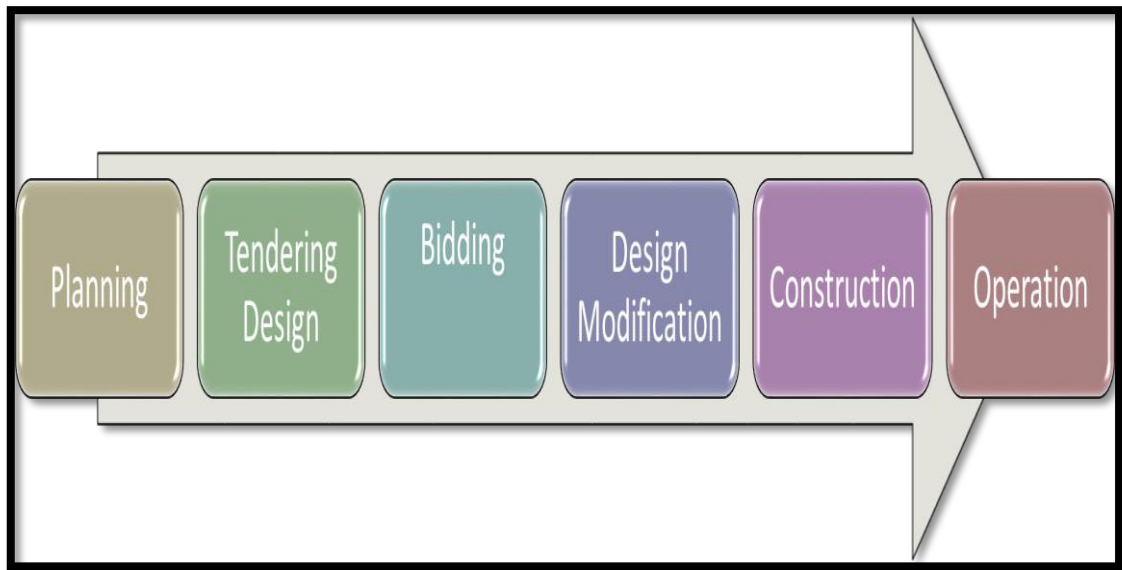 Planning
Tendering
Design
Bidding
Design
Modification
Construction
Operation